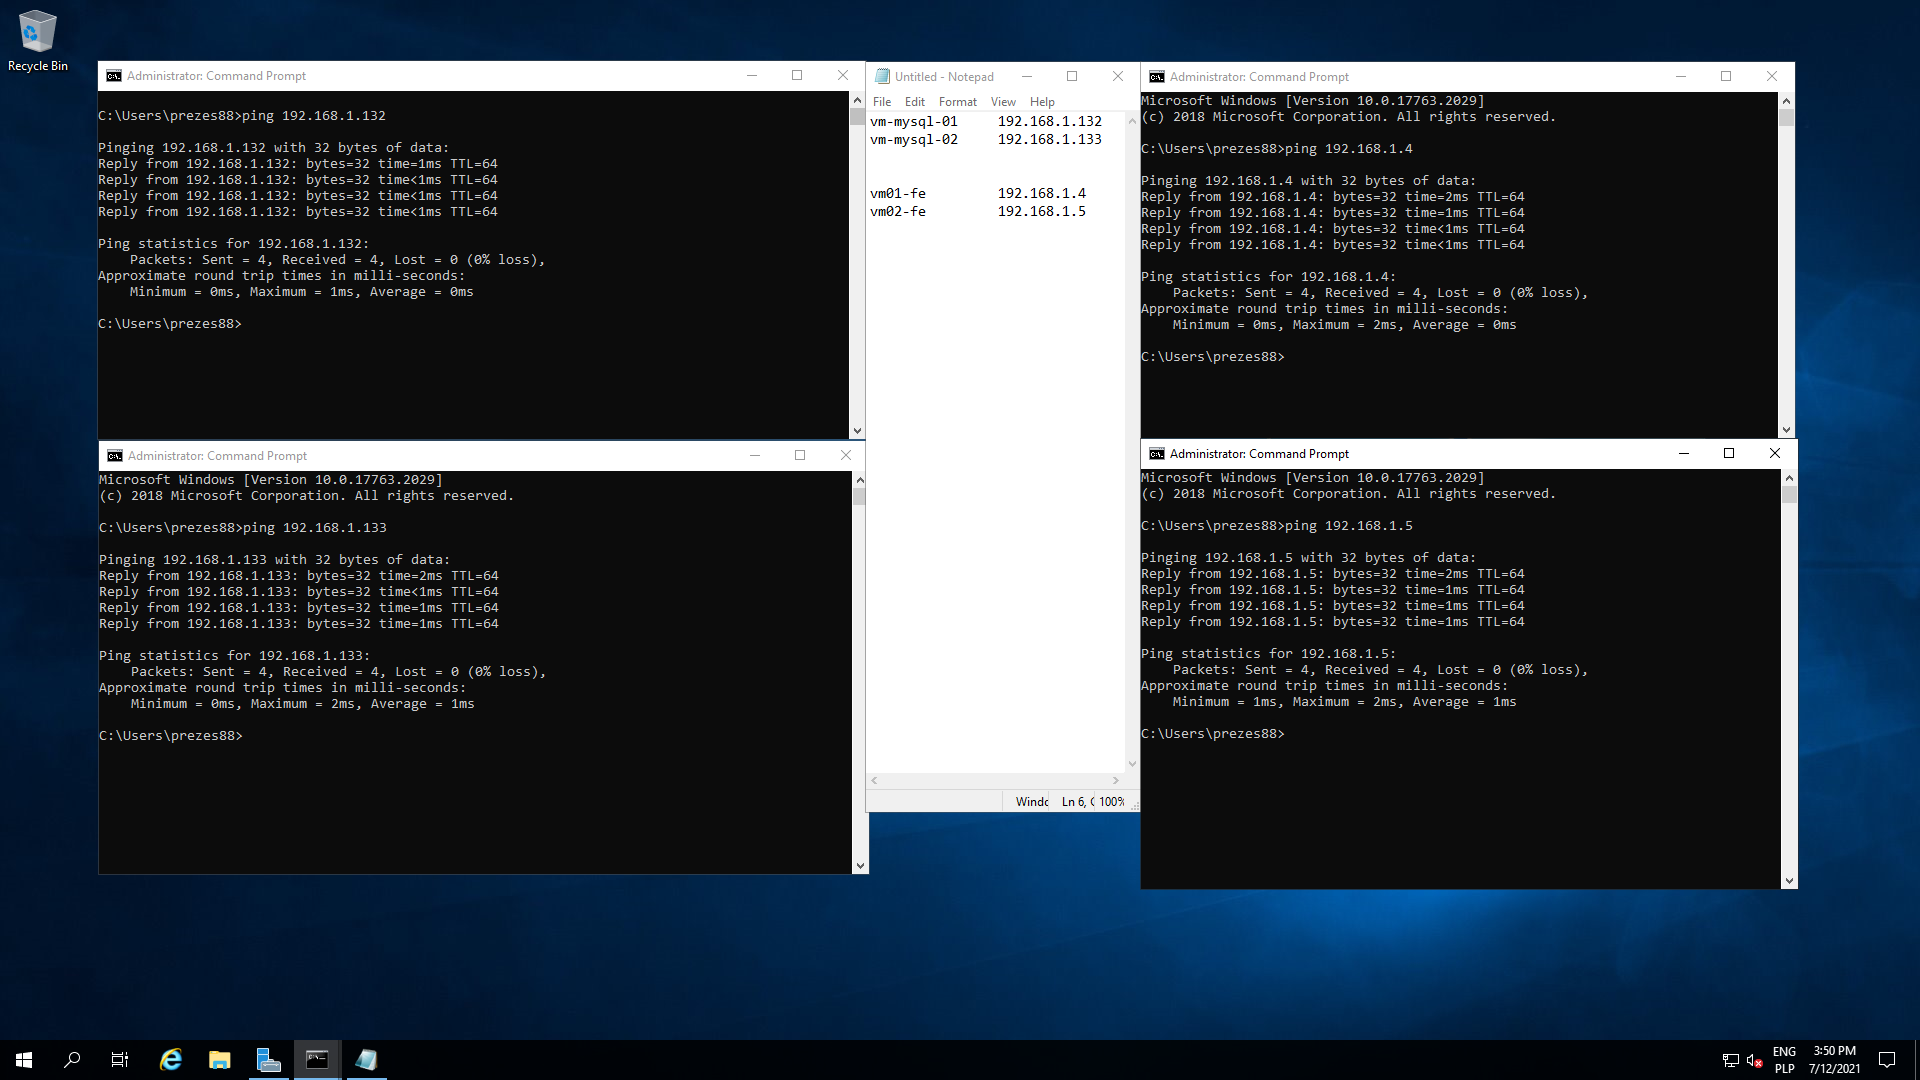 Recycle Bin
Administrator: Command Prompt
C:\Users\prezes88>ping 192.168.1.132
Pinging 192.168.1.132 with 32 bytes of data:
Reply from 192.168.1.132: bytes=32 time=1ms TTL=64
Reply from 192.168.1.132: bytes=32 time<1ms TTL=64
Reply from 192.168.1.132: bytes=32 time<1ms TTL=64
Reply from 192.168.1.132: bytes=32 time<1ms TTL=64
Ping statistics for 192.168.1.132:
Packets: Sent = 4, Received = 4, Lost = 0 (0% loss),
Approximate round trip times in milli-seconds:
Minimum = 0ms, Maximum = 1ms, Average = 0ms
C:\Users\prezes88>
Administrator: Command Prompt
Microsoft Windows [Version 10.0.17763.2029]
(c) 2018 Microsoft Corporation. All rights reserved.
C:\Users\prezes88>ping 192.168.1.133
Pinging 192.168.1.133 with 32 bytes of data:
Reply from 192.168.1.133: bytes=32 time=2ms TTL=64
Reply from 192.168.1.133: bytes=32 time<1ms TTL=64
Reply from 192.168.1.133: bytes=32 time=1ms TTL=64
Reply from 192.168.1.133: bytes=32 time=1ms TTL=64
Ping statistics for 192.168.1.133:
Packets: Sent = 4, Received = 4, Lost = 0 (0% loss),
Approximate round trip times in milli-seconds:
Minimum = 0ms, Maximum = 2ms, Average = 1ms
C:\Users\prezes88>
Untitled - Notepad
File Edit Format View Help
vm-mysql-01 192.168.1.132
vm-mysql-02 192.168.1.133
vm01-fe 192.168.1.4
vm02-fe 192.168.1.5
Windo Ln 6, C 100%
Administrator: Command Prompt
Microsoft Windows [Version 10.0.17763.2029]
(c) 2018 Microsoft Corporation. All rights reserved.
C:\Users\prezes88>ping 192.168.1.4
Pinging 192.168.1.4 with 32 bytes of data:
Reply from 192.168.1.4: bytes=32 time=2ms TTL=64
Reply from 192.168.1.4: bytes=32 time=1ms TTL=64
Reply from 192.168.1.4: bytes=32 time<1ms TTL=64
Reply from 192.168.1.4: bytes=32 time<1ms TTL=64
Ping statistics for 192.168.1.4:
Packets: Sent = 4, Received = 4, Lost = 0 (0% loss),
Approximate round trip times in milli-seconds:
Minimum = 0ms, Maximum = 2ms, Average = 0ms
C:\Users\prezes88>
Administrator: Command Prompt
Microsoft Windows [Version 10.0.17763.2029]
(c) 2018 Microsoft Corporation. All rights reserved.
C:\Users\prezes88>ping 192.168.1.5
Pinging 192.168.1.5 with 32 bytes of data:
Reply from 192.168.1.5: bytes=32 time=2ms TTL=64
Reply from 192.168.1.5: bytes=32 time=1ms TTL=64
Reply from 192.168.1.5: bytes=32 time=1ms TTL=64
Reply from 192.168.1.5: bytes=32 time=1ms TTL=64
Ping statistics for 192.168.1.5:
Packets: Sent = 4, Received = 4, Lost = 0 (0% loss),
Approximate round trip times in milli-seconds:
Minimum = 1ms, Maximum = 2ms, Average = 1ms
C:\Users\prezes88>
ENG 3:50 PM
PLP 7/12/2021